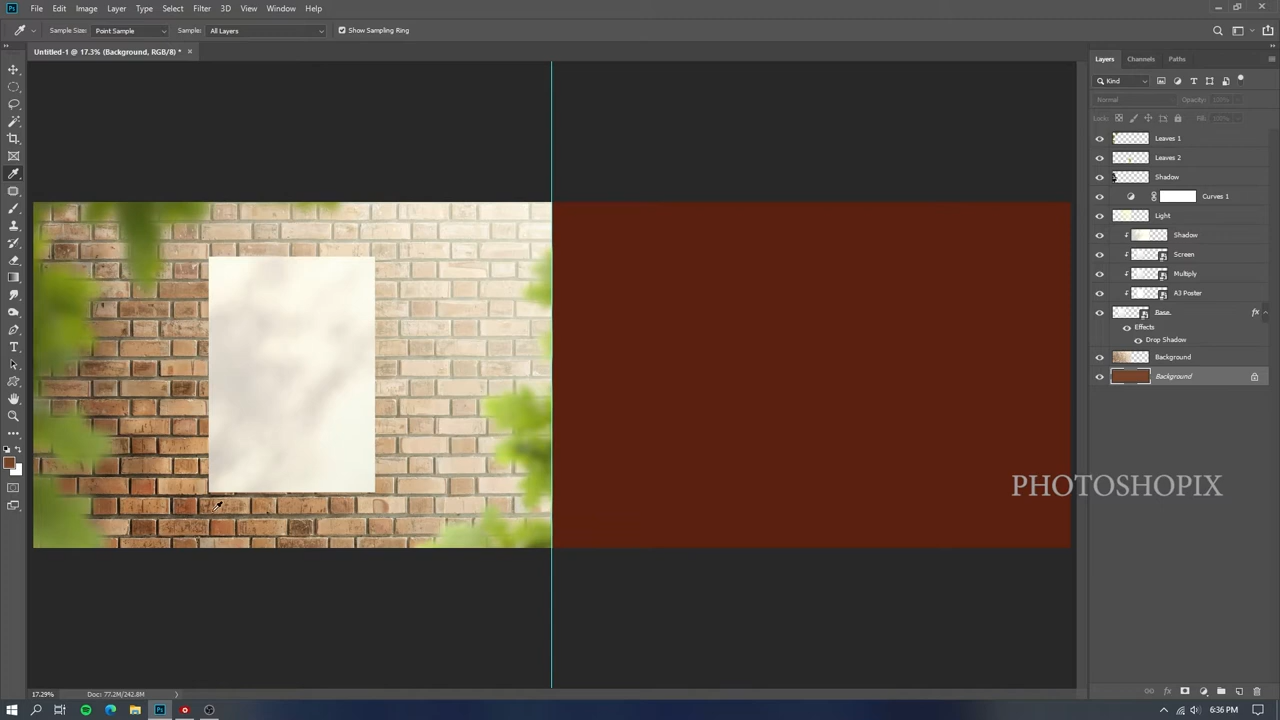 Ps File Edit Image Layer Type Select Filter 3D View Window Help
Sample Size: Point Sample Sample: All Layers Show Sampling Ring
Untitled-1 @ 17.3% (Background, RGB/8) *
Layers Channels Paths
Kind
Normal Opacity: 100%
Lock: Fill: 100%
Leaves 1
Leaves 2
Shadow
Curves 1
Light
Shadow
Screen
Multiply
A3 Poster
Base. fx
Effects
Drop Shadow
Background
Background
PHOTOSHOPIX
17.29% Doc: 77.2M/242.8M
6:36 PM